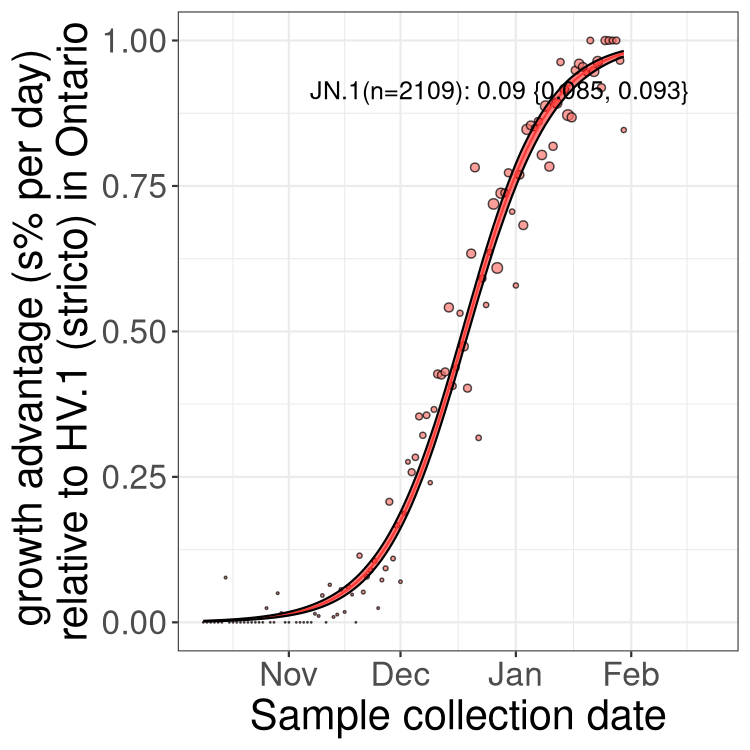 growth advantage (s% per day)
relative to HV.1 (stricto) in Ontario
1.00
0.75
0.50
0.25
0.00
JN.1(n=2109): 0.09 {0.085, 0.093}
Nov Dec Jan Feb
Sample collection date